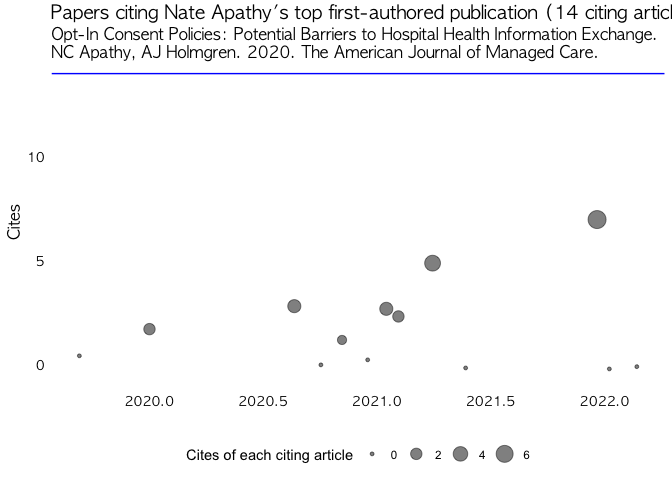 Papers citing Nate Apathy's top first-authored publication (14 citing articl
Opt-In Consent Policies: Potential Barriers to Hospital Health Information Exchange.
NC Apathy, AJ Holmgren. 2020. The American Journal of Managed Care.
10
Cites
5
0
2020.0 2020.5 2021.0 2021.5 2022.0
Cites of each citing article 0 2 4 6